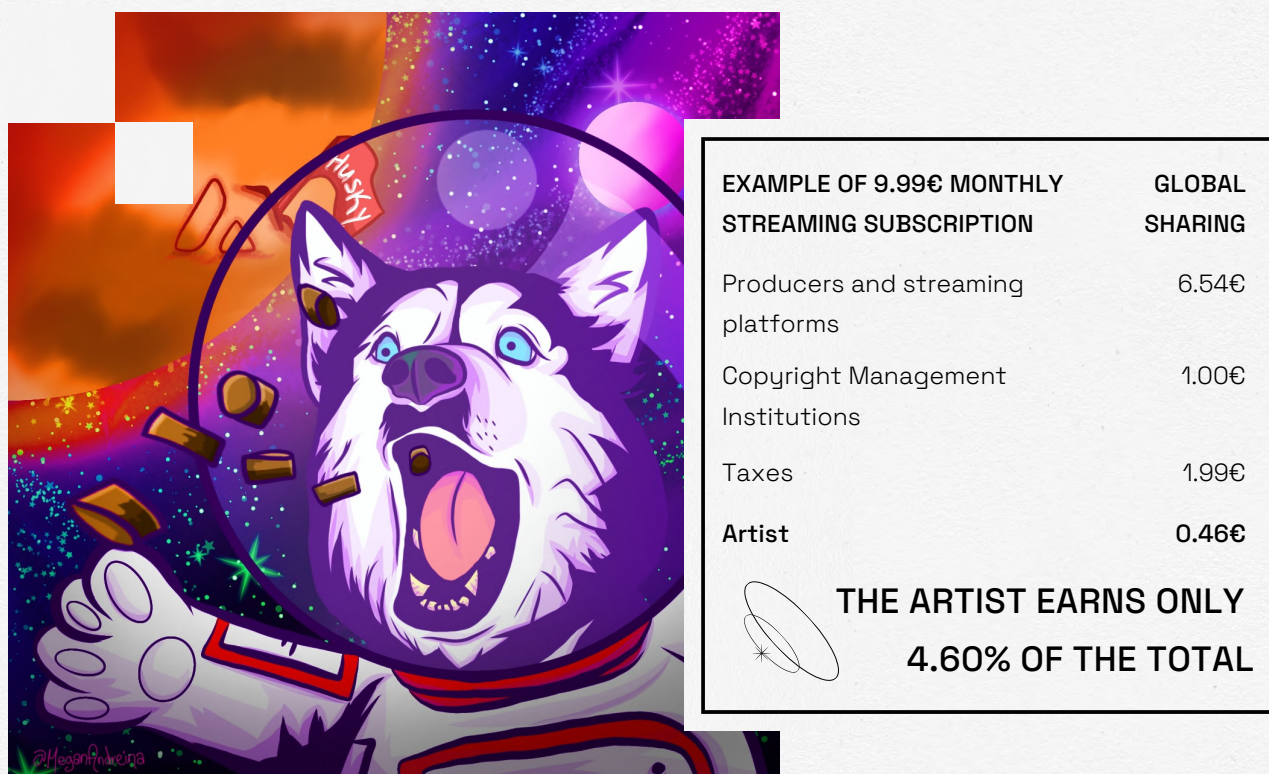 HUSKY
EXAMPLE OF 9.99€ MONTHLY
STREAMING SUBSCRIPTION
GLOBAL
SHARING
Producers and streaming
platforms
6.54€
Copyright Management
Institutions
1.00€
Taxes
1.99€
Artist
0.46€
THE ARTIST EARNS ONLY
4.60% OF THE TOTAL
@MeganAndreina